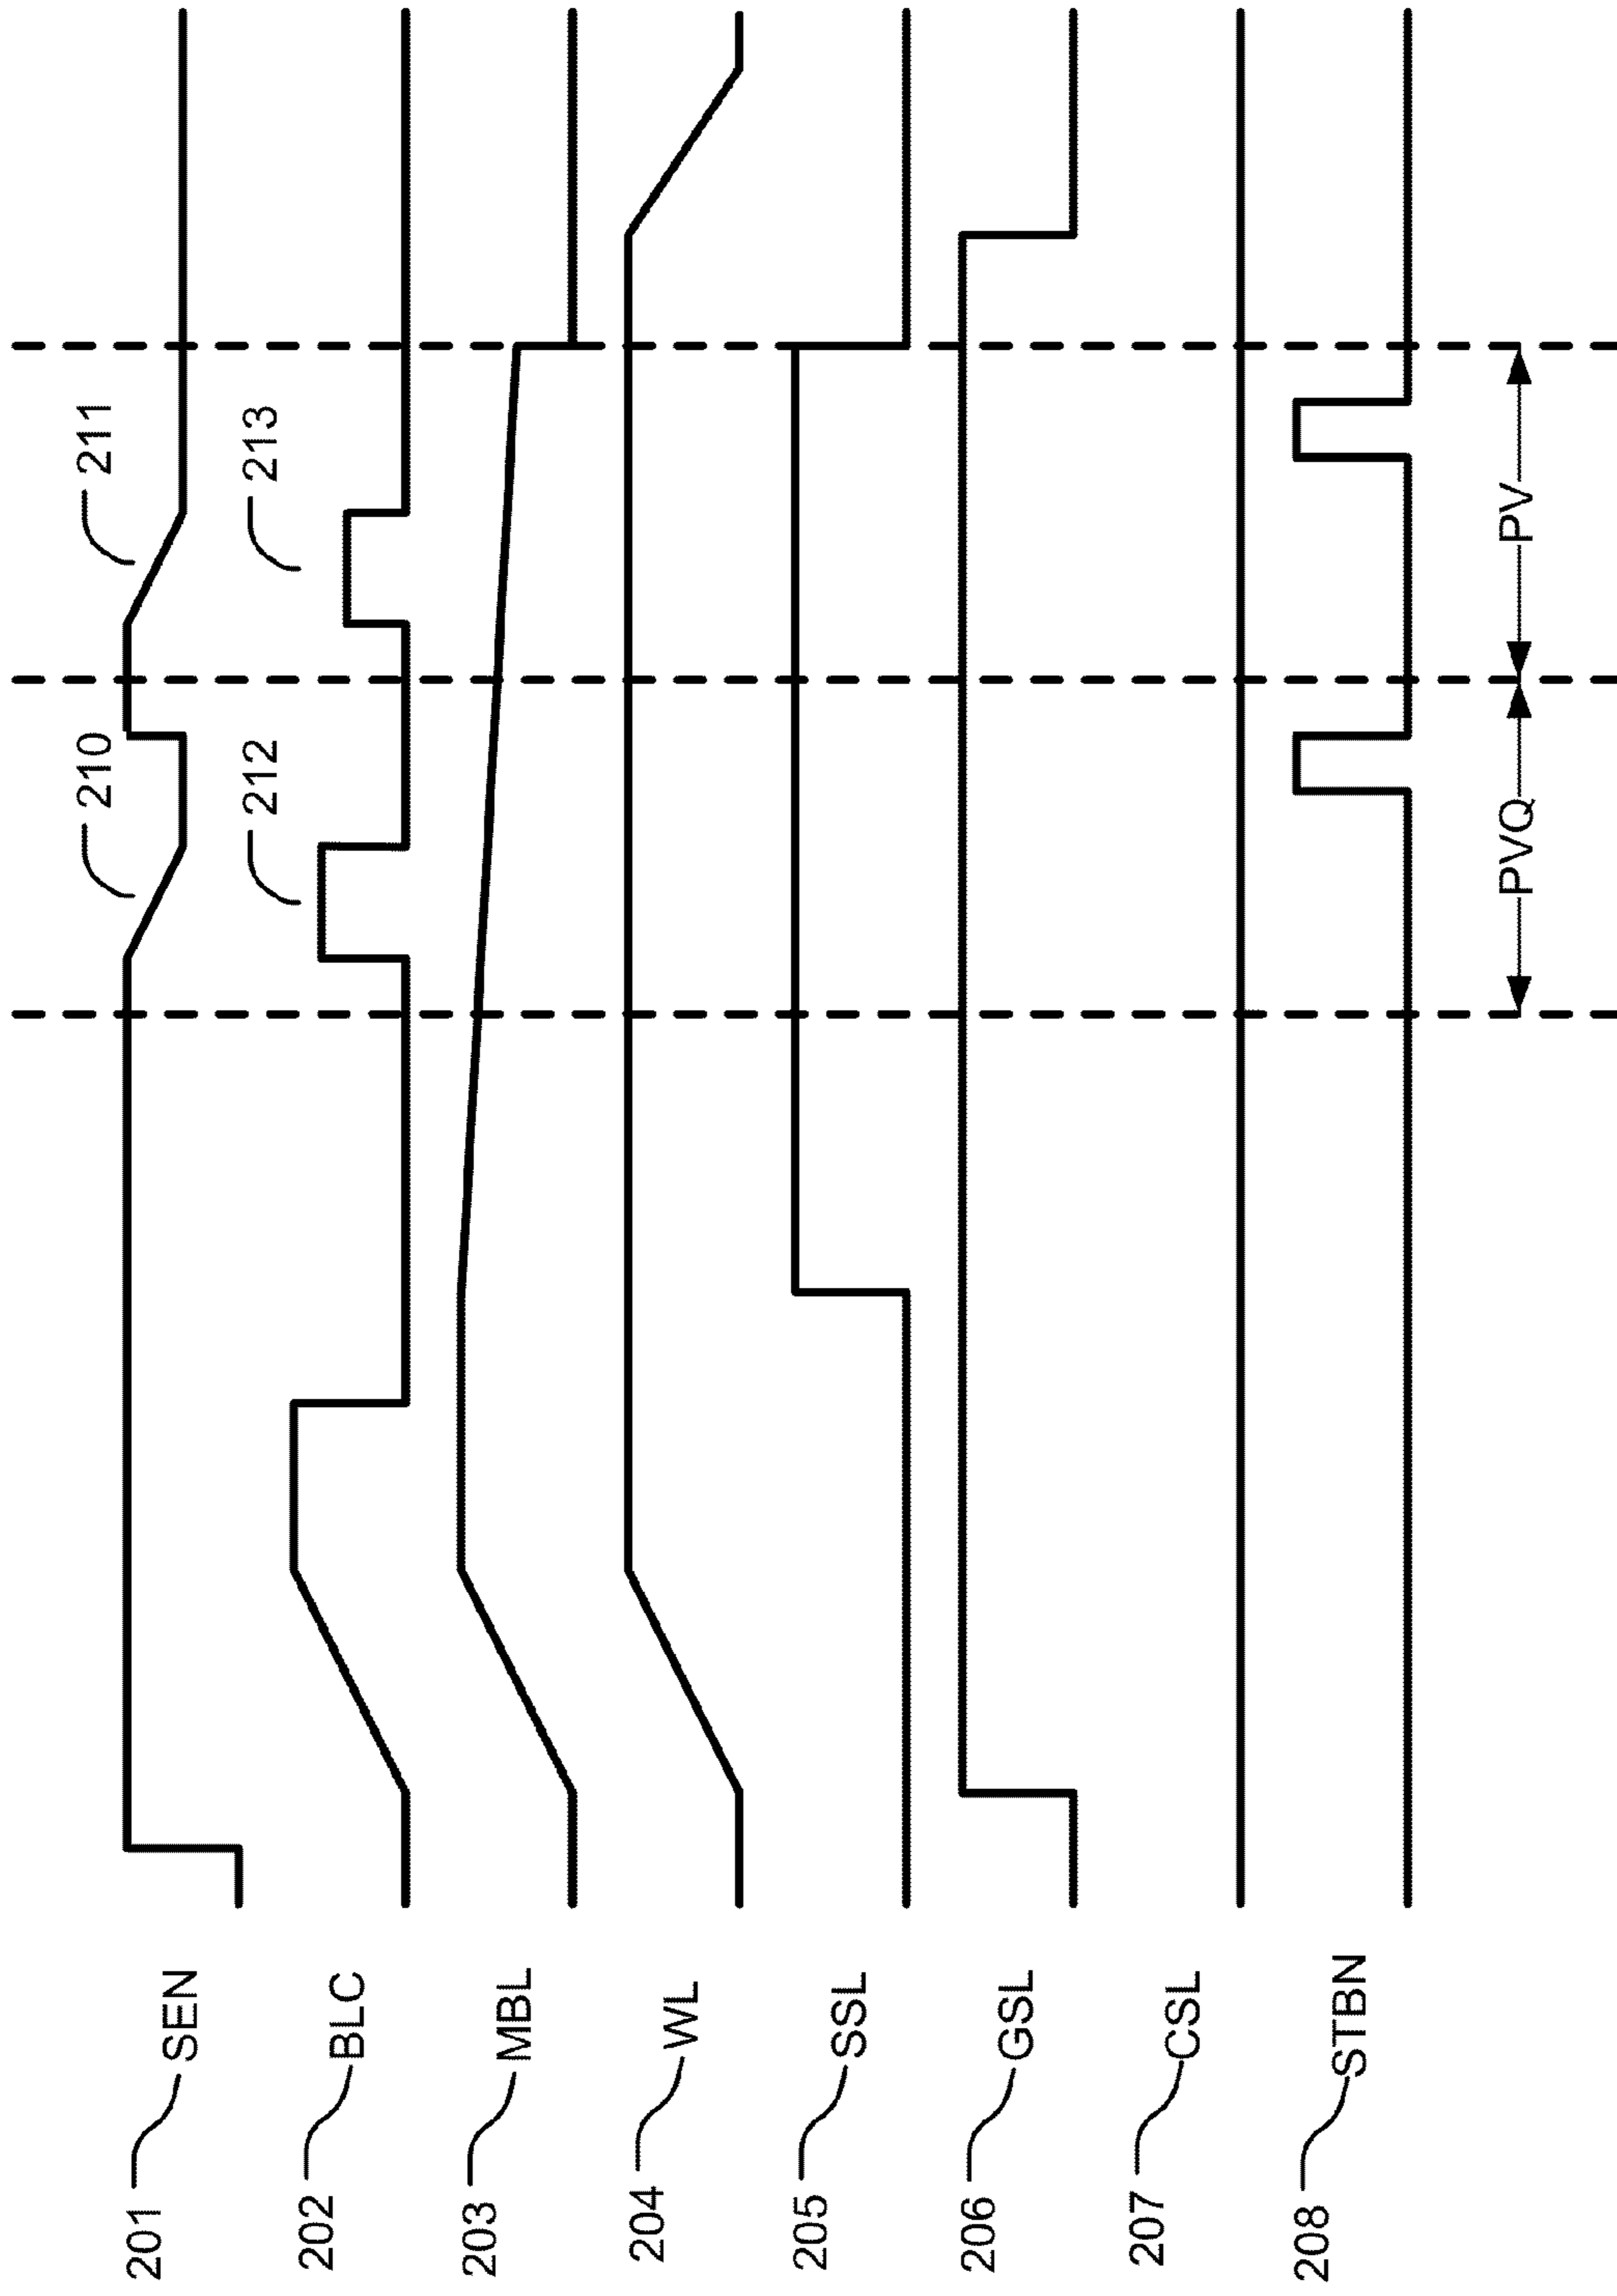 201 SEN
202 BLC
203 MBL
204 WL
205 SSL
206 GSL
207 CSL
208 STBN
210
211
212
213
PVQ
PV